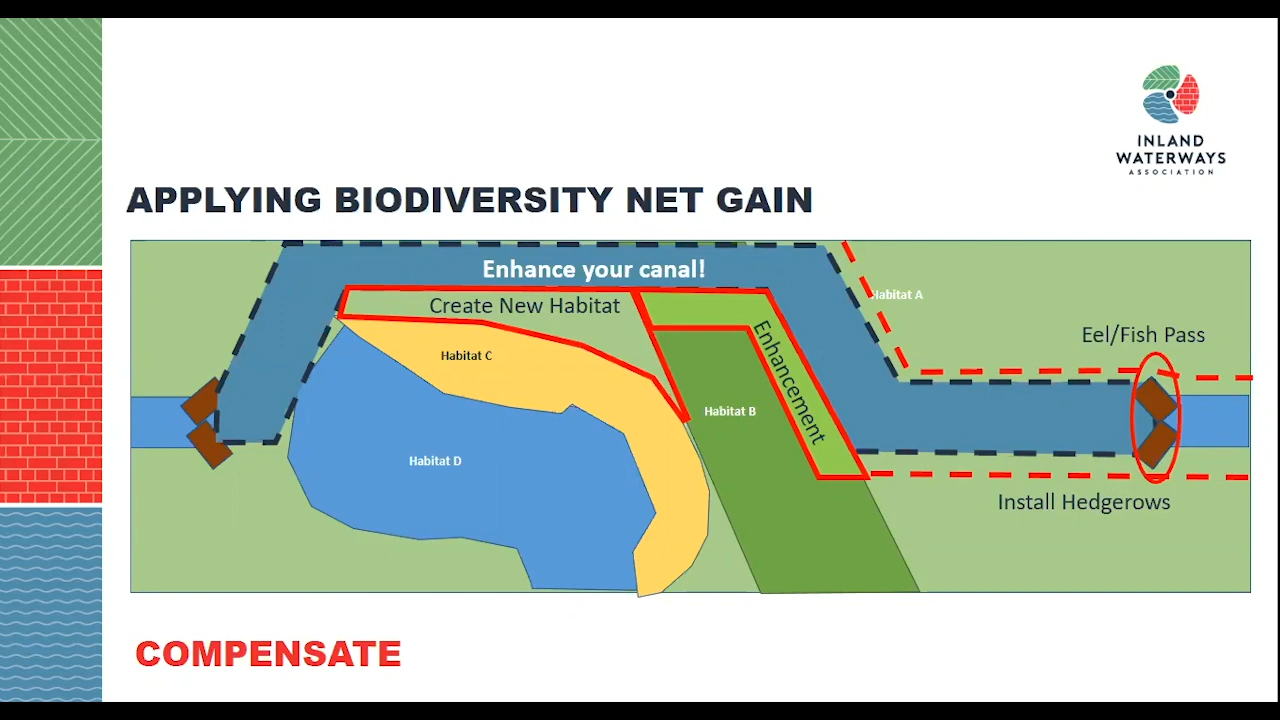 INLAND
WATERWAYS
ASSOCIATION
APPLYING BIODIVERSITY NET GAIN
Enhance your canal!
Habitat A
Create New Habitat
Eel/Fish Pass
Habitat C
Enhancement
Habitat B
Habitat D
Install Hedgerows
COMPENSATE